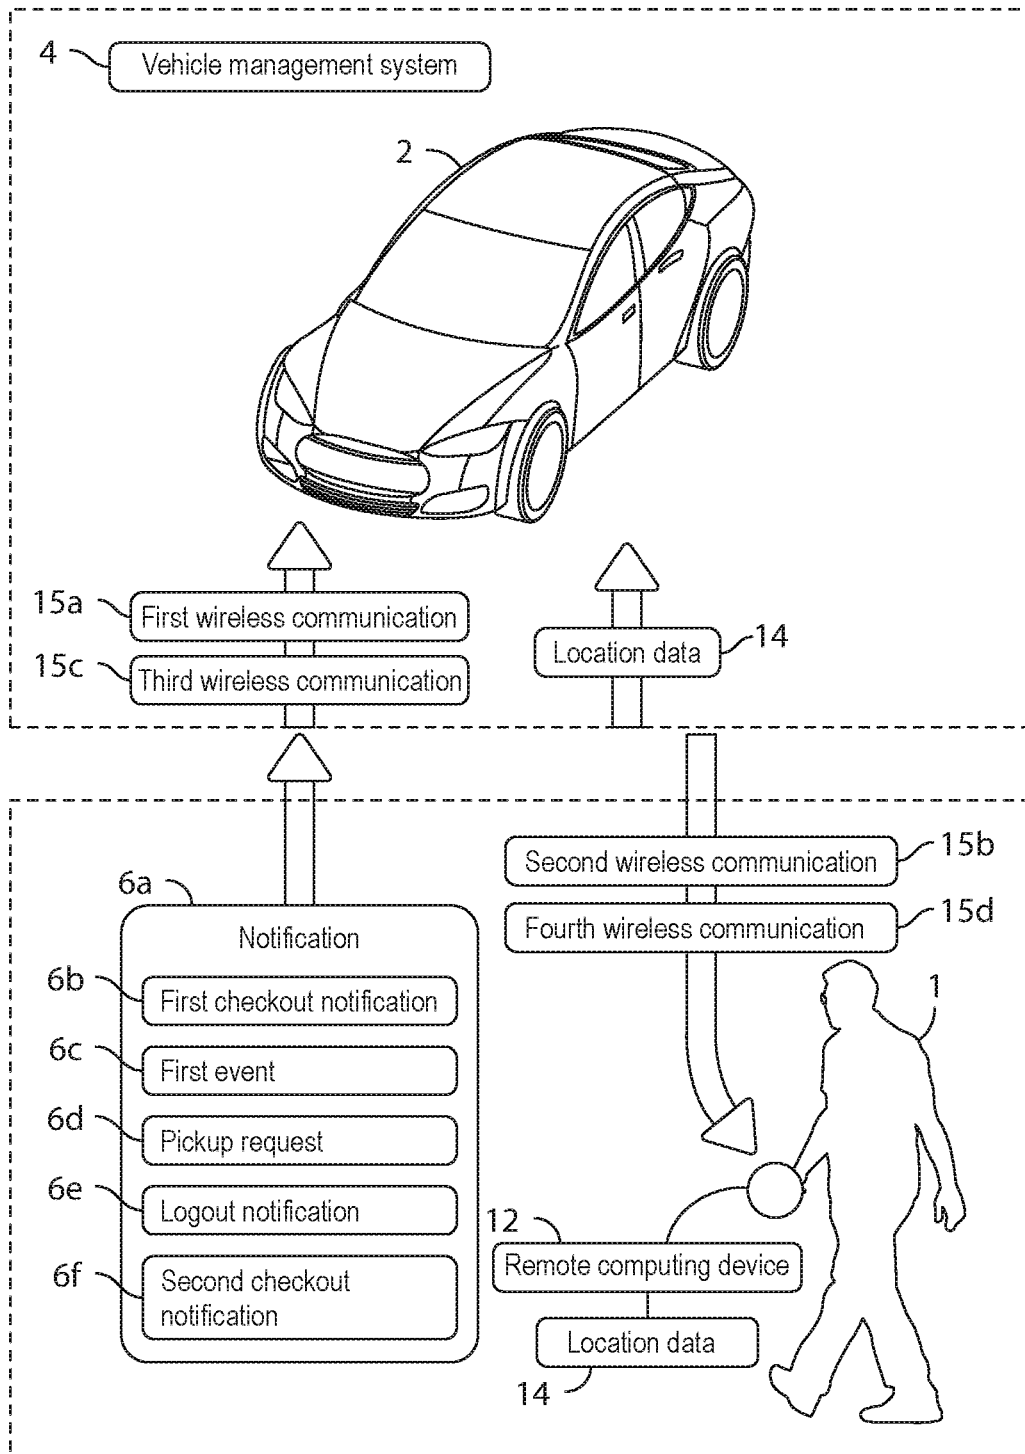 4
Vehicle management system
2
15a
First wireless communication
15c
Third wireless communication
Location data
14
Second wireless communication
15b
Fourth wireless communication
15d
6a
Notification
6b
First checkout notification
6c
First event
6d
Pickup request
6e
Logout notification
6f
Second checkout
notification
1
12
Remote computing device
Location data
14